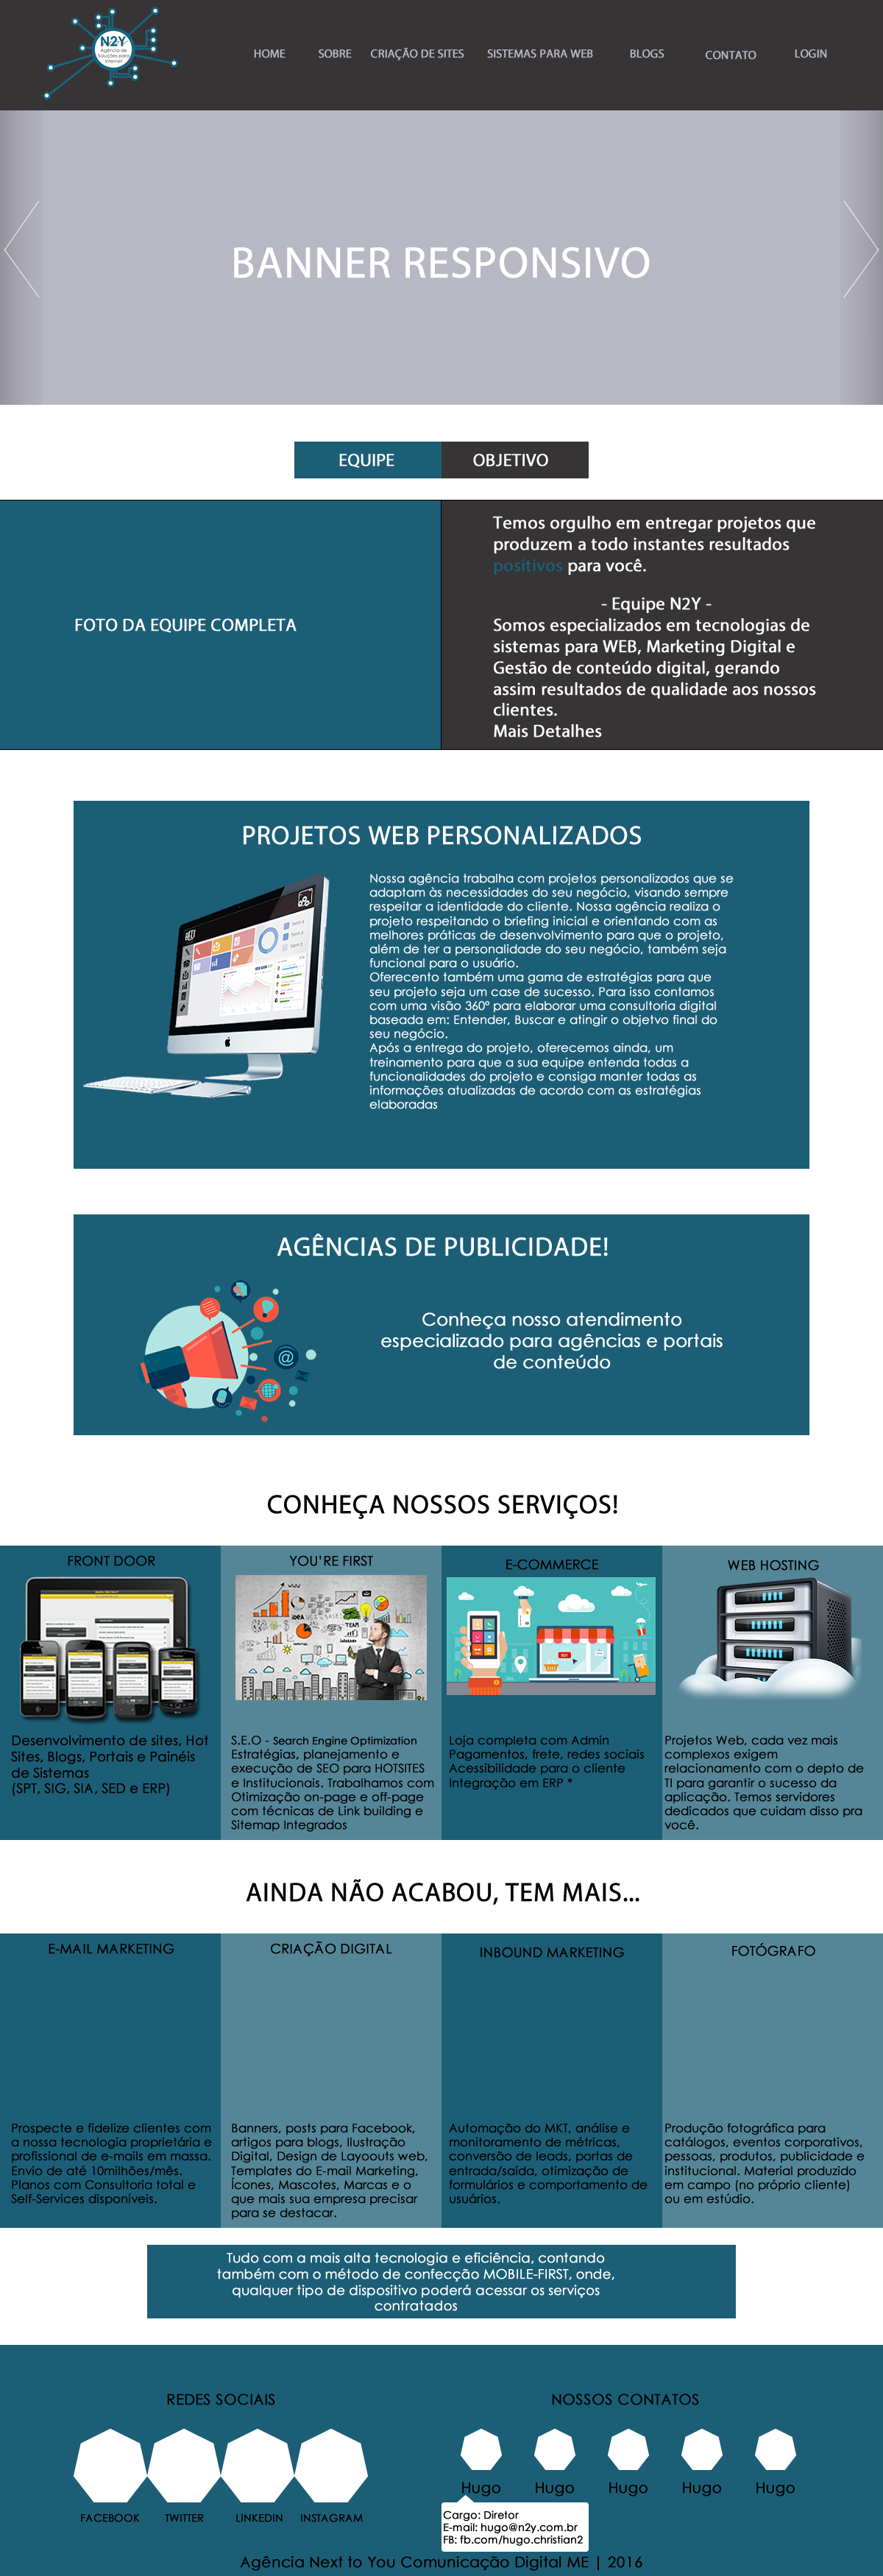 N2Y
Agência de
Soluções para
Internet
HOME SOBRE CRIAÇÃO DE SITES SISTEMAS PARA WEB BLOGS CONTATO LOGIN
BANNER RESPONSIVO
EQUIPE OBJETIVO
FOTO DA EQUIPE COMPLETA
Temos orgulho em entregar projetos que
produzem a todo instantes resultados
positivos para você.
- Equipe N2Y -
Somos especializados em tecnologias de
sistemas para WEB, Marketing Digital e
Gestão de conteúdo digital, gerando
assim resultados de qualidade aos nossos
clientes.
Mais Detalhes
PROJETOS WEB PERSONALIZADOS
Nossa agência trabalha com projetos personalizados que se
adaptam às necessidades do seu negócio, visando sempre
respeitar a identidade do cliente. Nossa agência realiza o
projeto respeitando o briefing inicial e orientando com as
melhores práticas de desenvolvimento para que o projeto,
além de ter a personalidade do seu negócio, também seja
funcional para o usuário.
Oferecento também uma gama de estratégias para que
seu projeto seja um case de sucesso. Para isso contamos
com uma visão 360º para elaborar uma consultoria digital
baseada em: Entender, Buscar e atingir o objetvo final do
seu negócio.
Após a entrega do projeto, oferecemos ainda, um
treinamento para que a sua equipe entenda todas a
funcionalidades do projeto e consiga manter todas as
informações atualizadas de acordo com as estratégias
elaboradas
AGÊNCIAS DE PUBLICIDADE!
Conheça nosso atendimento
especializado para agências e portais
de conteúdo
CONHEÇA NOSSOS SERVIÇOS!
FRONT DOOR
Desenvolvimento de sites, Hot
Sites, Blogs, Portais e Painéis
de Sistemas
(SPT, SIG, SIA, SED e ERP)
YOU'RE FIRST
IDEA
TEAM
S.E.O - Search Engine Optimization
Estratégias, planejamento e
execução de SEO para HOTSITES
e Institucionais. Trabalhamos com
Otimização on-page e off-page
com técnicas de Link building e
Sitemap Integrados
E-COMMERCE
BUY
Loja completa com Admin
Pagamentos, frete, redes sociais
Acessibilidade para o cliente
Integração em ERP *
WEB HOSTING
Projetos Web, cada vez mais
complexos exigem
relacionamento com o depto de
TI para garantir o sucesso da
aplicação. Temos servidores
dedicados que cuidam disso pra
você.
AINDA NÃO ACABOU, TEM MAIS...
E-MAIL MARKETING
Prospecte e fidelize clientes com
a nossa tecnologia proprietária e
profissional de e-mails em massa.
Envio de até 10milhões/mês.
Planos com Consultoria total e
Self-Services disponíveis.
CRIAÇÃO DIGITAL
Banners, posts para Facebook,
artigos para blogs, Ilustração
Digital, Design de Layoouts web,
Templates do E-mail Marketing,
Ícones, Mascotes, Marcas e o
que mais sua empresa precisar
para se destacar.
INBOUND MARKETING
Automação do MKT, análise e
monitoramento de métricas,
conversão de leads, portas de
entrada/saída, otimização de
formulários e comportamento de
usuários.
FOTÓGRAFO
Produção fotográfica para
catálogos, eventos corporativos,
pessoas, produtos, publicidade e
institucional. Material produzido
em campo (no próprio cliente)
ou em estúdio.
Tudo com a mais alta tecnologia e eficiência, contando
também com o método de confecção MOBILE-FIRST, onde,
qualquer tipo de dispositivo poderá acessar os serviços
contratados
REDES SOCIAIS
FACEBOOK TWITTER LINKEDIN INSTAGRAM
NOSSOS CONTATOS
Hugo Hugo Hugo Hugo Hugo
Cargo: Diretor
E-mail: hugo@n2y.com.br
FB: fb.com/hugo.christian2
Agência Next to You Comunicação Digital ME | 2016